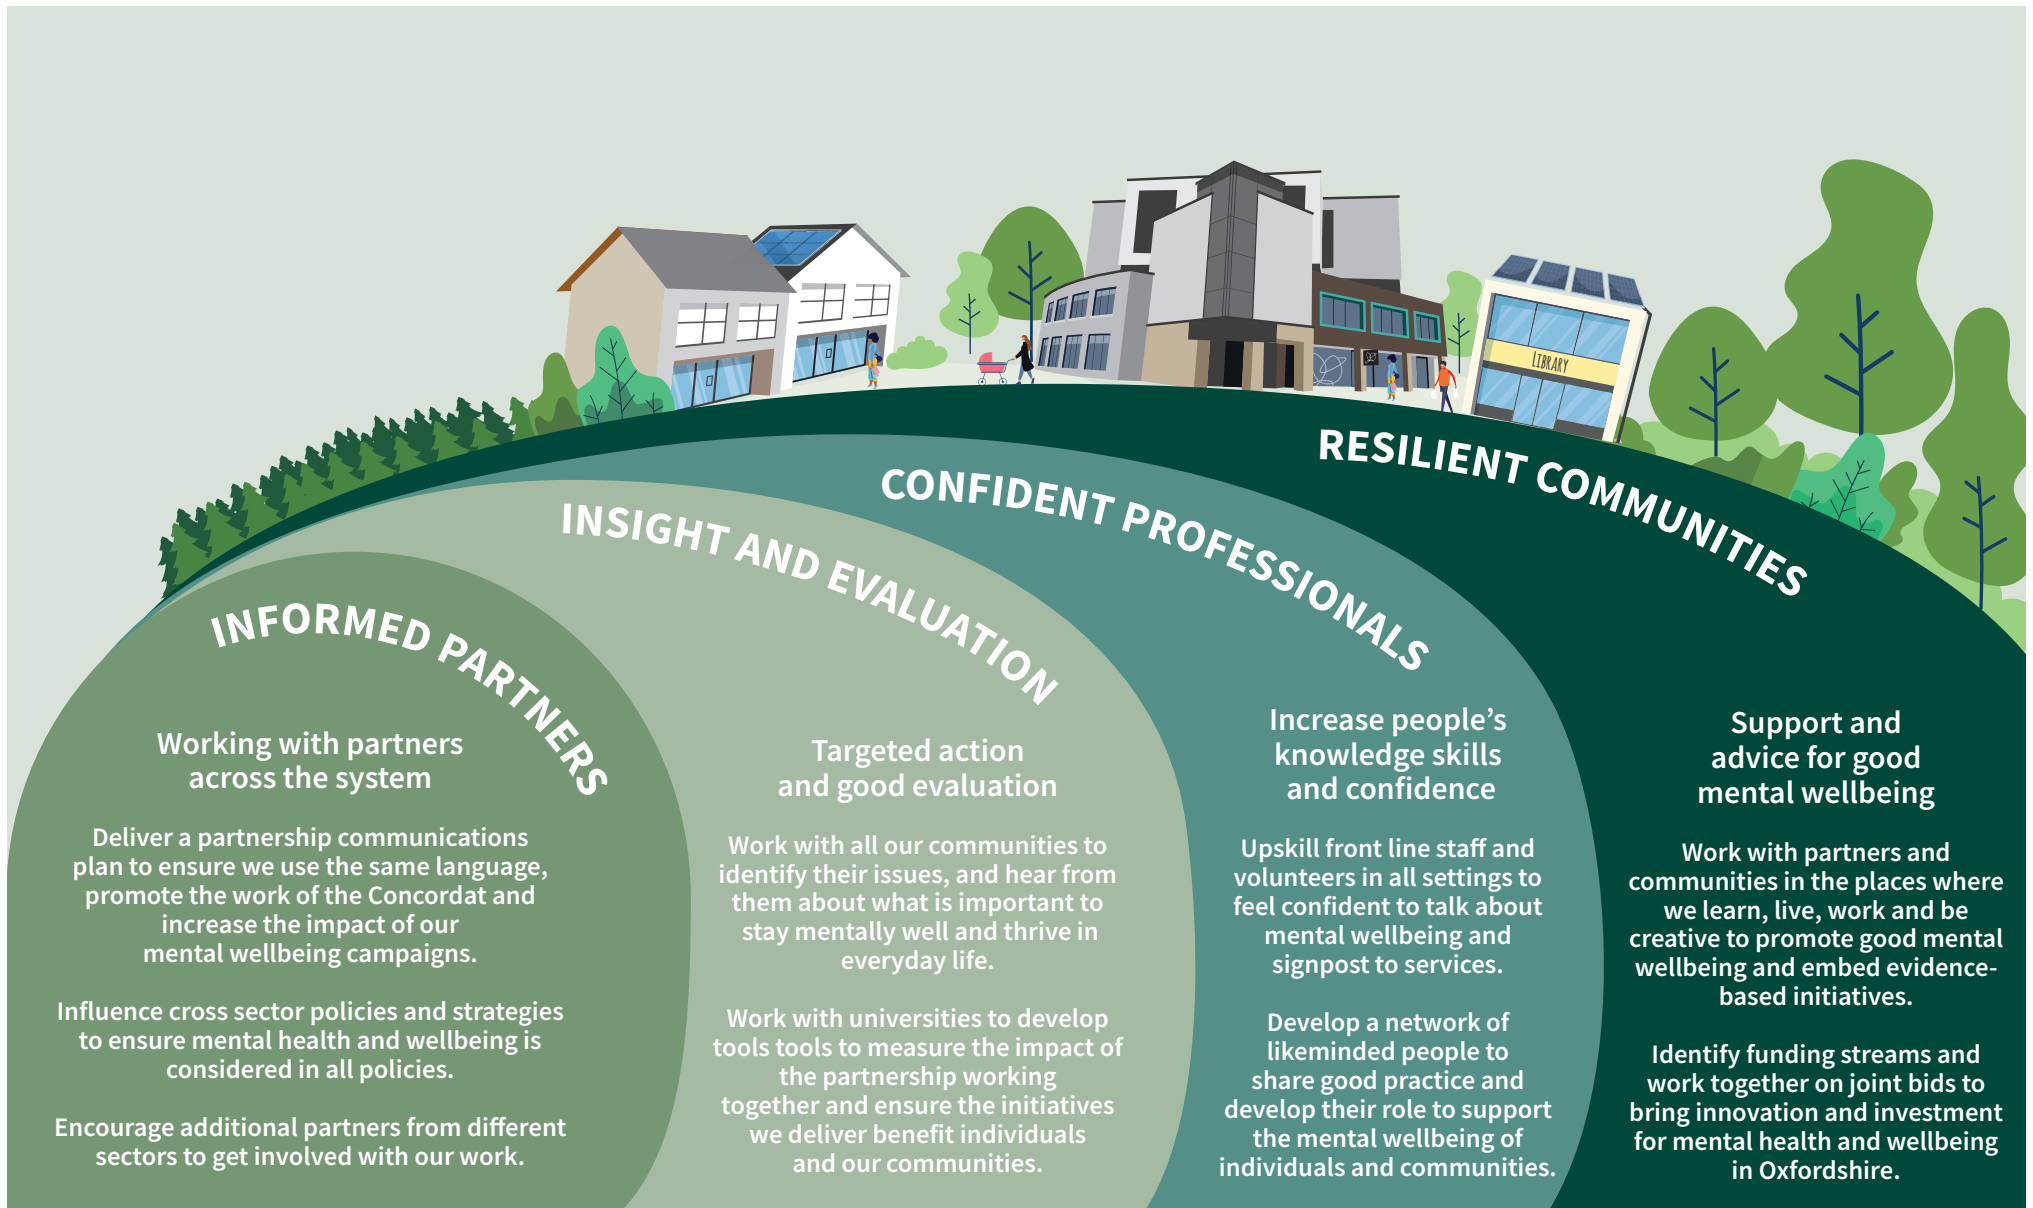 LIBRARY
INFORMED PARTNERS
Working with partners
across the system
Deliver a partnership communications
plan to ensure we use the same language,
promote the work of the Concordat and
increase the impact of our
mental wellbeing campaigns.
Influence cross sector policies and strategies
to ensure mental health and wellbeing is
considered in all policies.
Encourage additional partners from different
sectors to get involved with our work.
INSIGHT AND EVALUATION
Targeted action
and good evaluation
Work with all our communities to
identify their issues, and hear from
them about what is important to
stay mentally well and thrive in
everyday life.
Work with universities to develop
tools tools to measure the impact of
the partnership working
together and ensure the initiatives
we deliver benefit individuals
and our communities.
CONFIDENT PROFESSIONALS
Increase people’s
knowledge skills
and confidence
Upskill front line staff and
volunteers in all settings to
feel confident to talk about
mental wellbeing and
signpost to services.
Develop a network of
likeminded people to
share good practice and
develop their role to support
the mental wellbeing of
individuals and communities.
RESILIENT COMMUNITIES
Support and
advice for good
mental wellbeing
Work with partners and
communities in the places where
we learn, live, work and be
creative to promote good mental
wellbeing and embed evidence-
based initiatives.
Identify funding streams and
work together on joint bids to
bring innovation and investment
for mental health and wellbeing
in Oxfordshire.